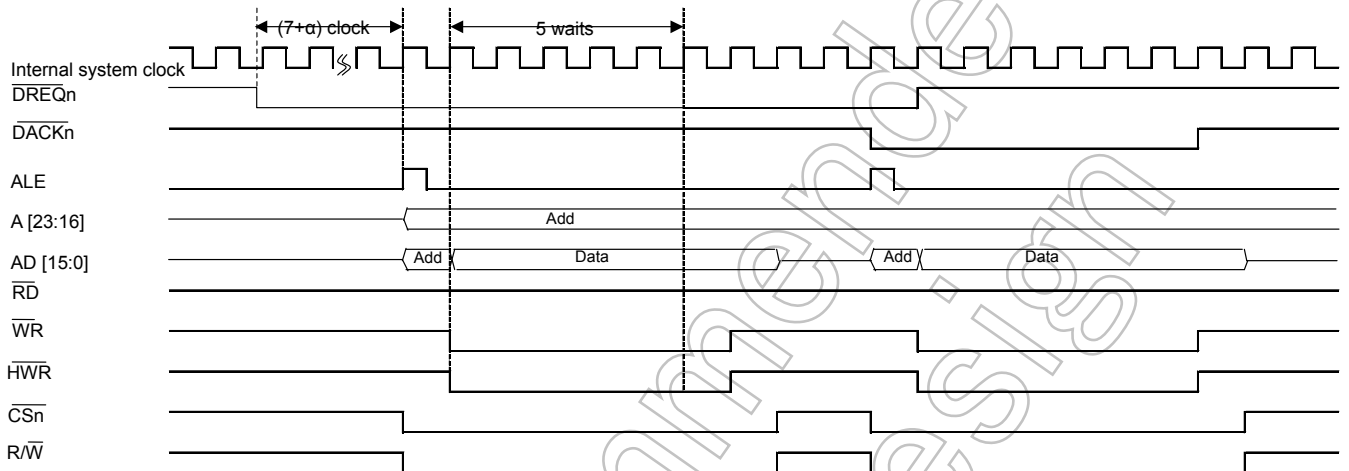 (7+α) clock
5 waits
Internal system clock
DREQn
DACKn
ALE
A [23:16]
Add
AD [15:0]
Add
Data
Add
Data
RD
WR
HWR
CSn
R/W